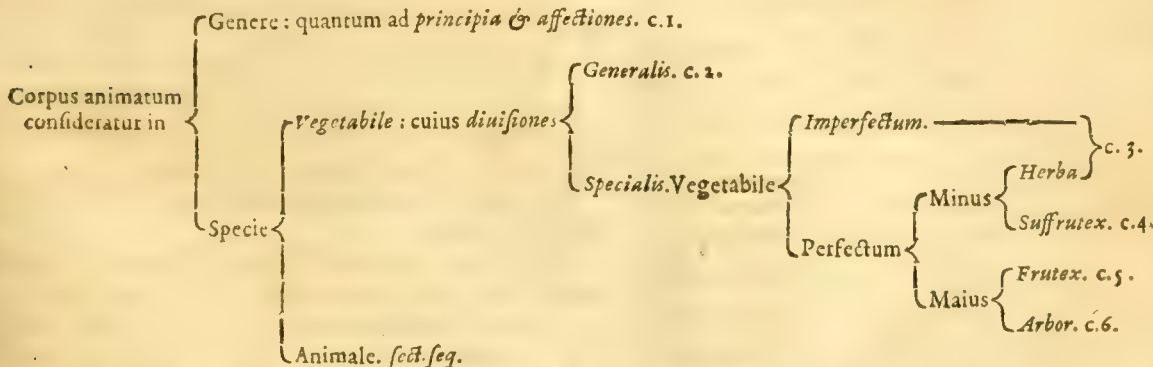 Genere : quantum ad principia & affectiones. c.1.
Corpus animatum
consideratur in
Generalis. c. 2.
Vegetabile : cuius diuisiones
Imperfectum.
c. 3.
Specialis. Vegetabile
Herba
Minus
Suffrutex. c.4.
Specie
Perfectum
Frutex. c.5.
Maius
Arbor. c.6.
Animale. sect. seq.